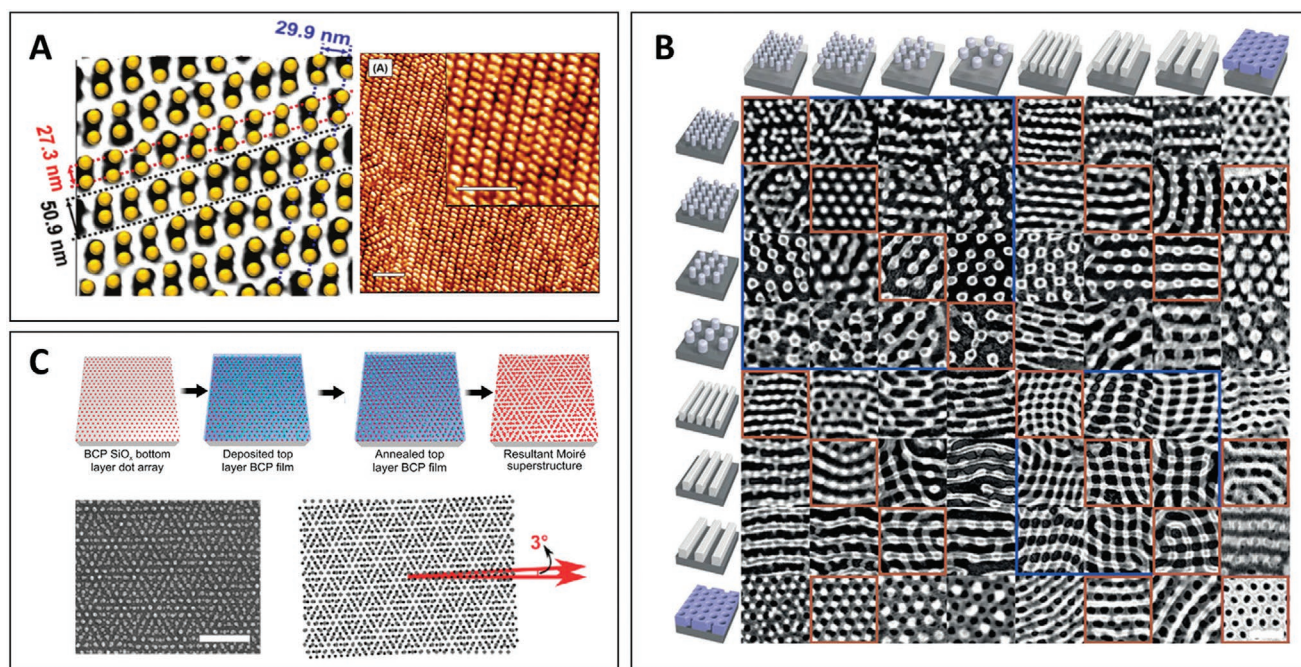 A
29.9 nm
27.3 nm
50.9 nm
(A)
B
C
BCP SiOₓ bottom
layer dot array
Deposited top
layer BCP film
Annealed top
layer BCP film
Resultant Moiré
superstructure
3°